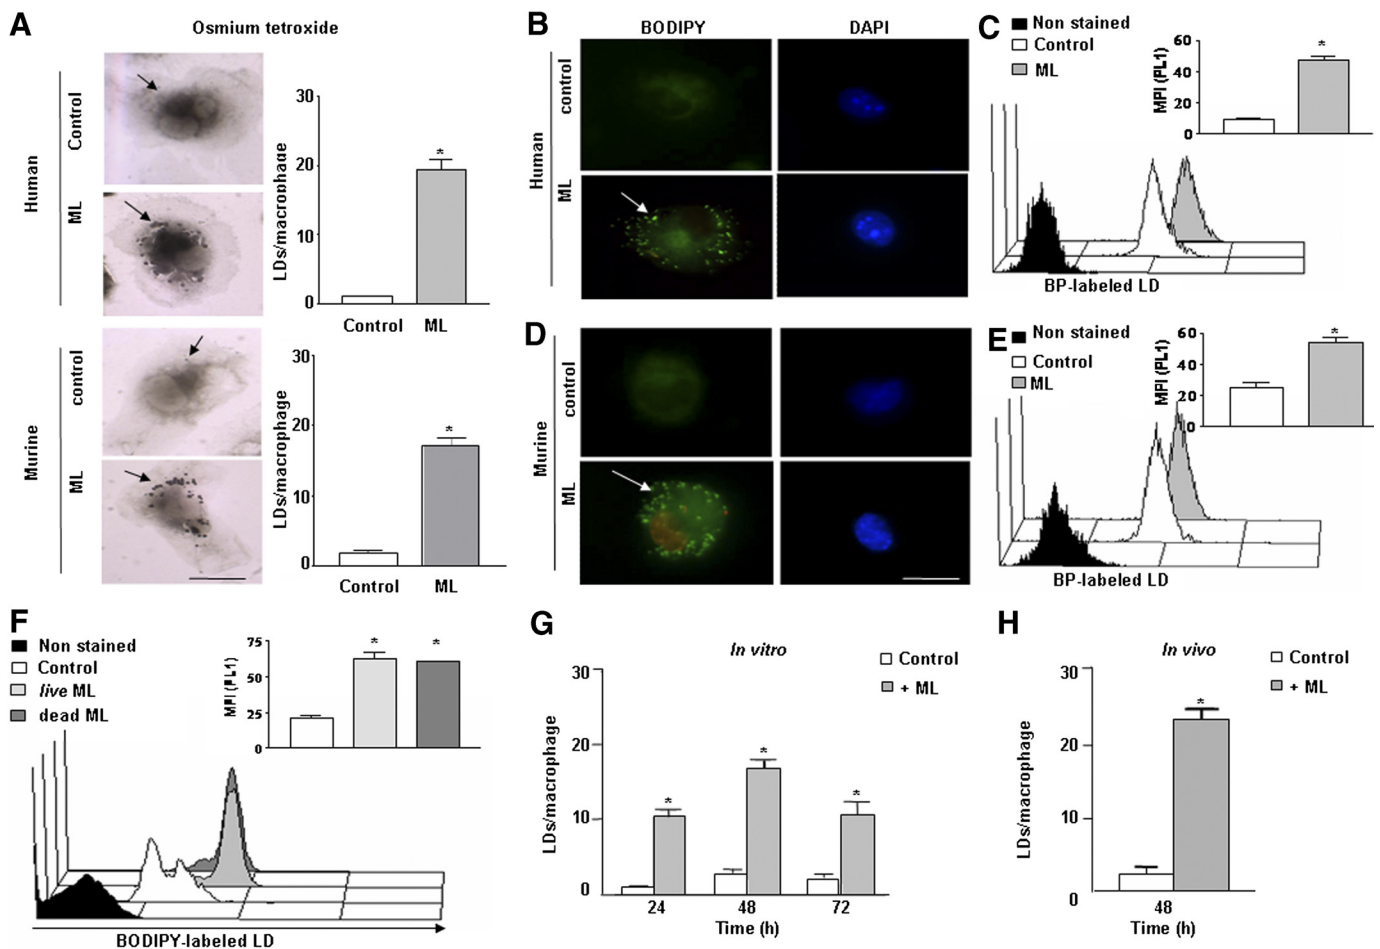 A
Osmium tetroxide
Human
Control
ML
30
20
10
0
LDs/macrophage
*
Control ML
Murine
control
ML
30
20
10
0
LDs/macrophage
*
Control ML
B
BODIPY DAPI
Human
control
ML
C
Non stained
Control
ML
60
40
20
0
MPI (PL1)
*
BP-labeled LD
D
Murine
control
ML
E
Non stained
Control
ML
60
40
20
0
MPI (PL1)
*
BP-labeled LD
F
Non stained
Control
live ML
dead ML
75
50
25
0
MPI (PL1)
* *
BODIPY-labeled LD
G
In vitro
Control
+ ML
30
20
10
0
LDs/macrophage
* * *
24 48 72
Time (h)
H
In vivo
Control
+ ML
30
20
10
0
LDs/macrophage
*
48
Time (h)